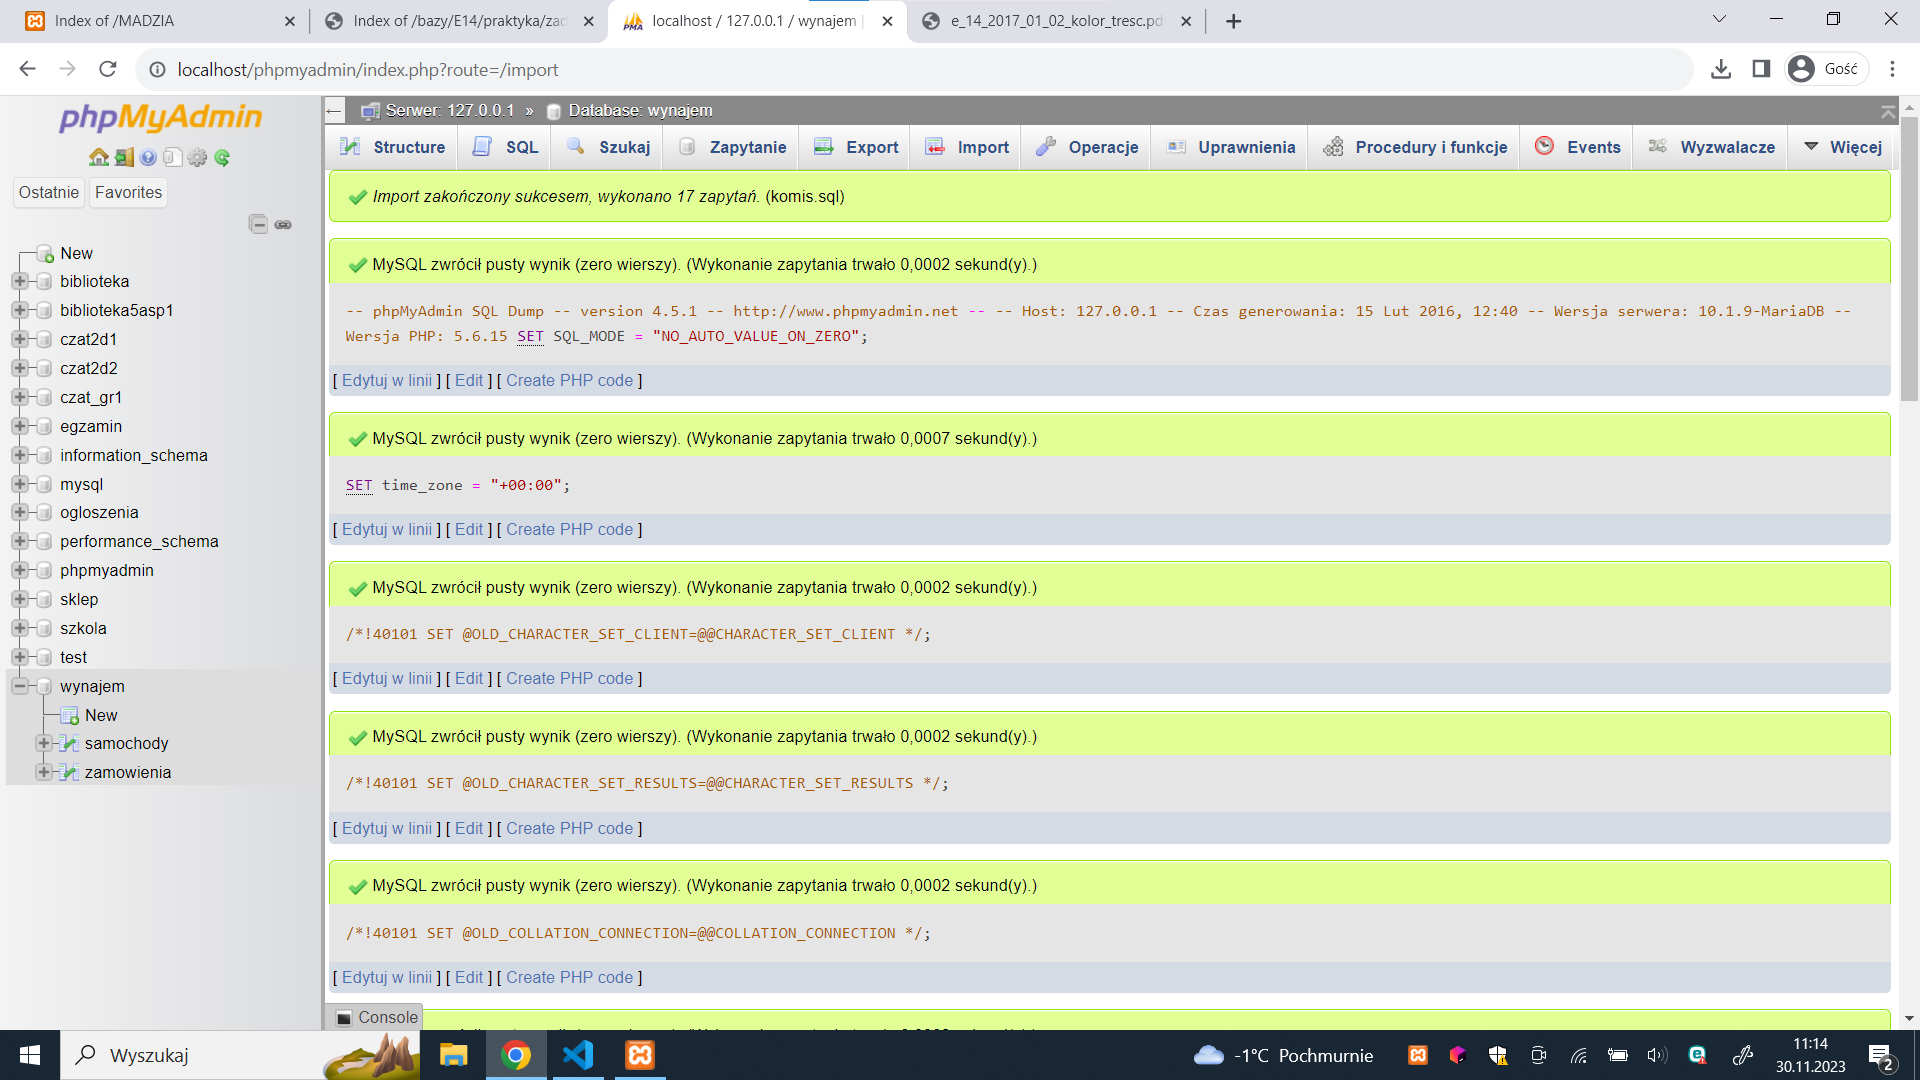 Index of /MADZIA
Index of /bazy/E14/praktyka/zad
localhost / 127.0.0.1 / wynajem |
e_14_2017_01_02_kolor_tresc.pd
localhost/phpmyadmin/index.php?route=/import
Gość
phpMyAdmin
Ostatnie
Favorites
New
biblioteka
biblioteka5asp1
czat2d1
czat2d2
czat_gr1
egzamin
information_schema
mysql
ogloszenia
performance_schema
phpmyadmin
sklep
szkola
test
wynajem
New
samochody
zamowienia
Serwer: 127.0.0.1 » Database: wynajem
Structure SQL Szukaj Zapytanie Export Import Operacje Uprawnienia Procedury i funkcje Events Wyzwalacze Więcej
Import zakończony sukcesem, wykonano 17 zapytań. (komis.sql)
MySQL zwrócił pusty wynik (zero wierszy). (Wykonanie zapytania trwało 0,0002 sekund(y).)
-- phpMyAdmin SQL Dump -- version 4.5.1 -- http://www.phpmyadmin.net -- -- Host: 127.0.0.1 -- Czas generowania: 15 Lut 2016, 12:40 -- Wersja serwera: 10.1.9-MariaDB --
Wersja PHP: 5.6.15 SET SQL_MODE = "NO_AUTO_VALUE_ON_ZERO";
[ Edytuj w linii ] [ Edit ] [ Create PHP code ]
MySQL zwrócił pusty wynik (zero wierszy). (Wykonanie zapytania trwało 0,0007 sekund(y).)
SET time_zone = "+00:00";
[ Edytuj w linii ] [ Edit ] [ Create PHP code ]
MySQL zwrócił pusty wynik (zero wierszy). (Wykonanie zapytania trwało 0,0002 sekund(y).)
/*!40101 SET @OLD_CHARACTER_SET_CLIENT=@@CHARACTER_SET_CLIENT */;
[ Edytuj w linii ] [ Edit ] [ Create PHP code ]
MySQL zwrócił pusty wynik (zero wierszy). (Wykonanie zapytania trwało 0,0002 sekund(y).)
/*!40101 SET @OLD_CHARACTER_SET_RESULTS=@@CHARACTER_SET_RESULTS */;
[ Edytuj w linii ] [ Edit ] [ Create PHP code ]
MySQL zwrócił pusty wynik (zero wierszy). (Wykonanie zapytania trwało 0,0002 sekund(y).)
/*!40101 SET @OLD_COLLATION_CONNECTION=@@COLLATION_CONNECTION */;
[ Edytuj w linii ] [ Edit ] [ Create PHP code ]
Console
Wyszukaj
-1°C Pochmurnie
11:14
30.11.2023
2